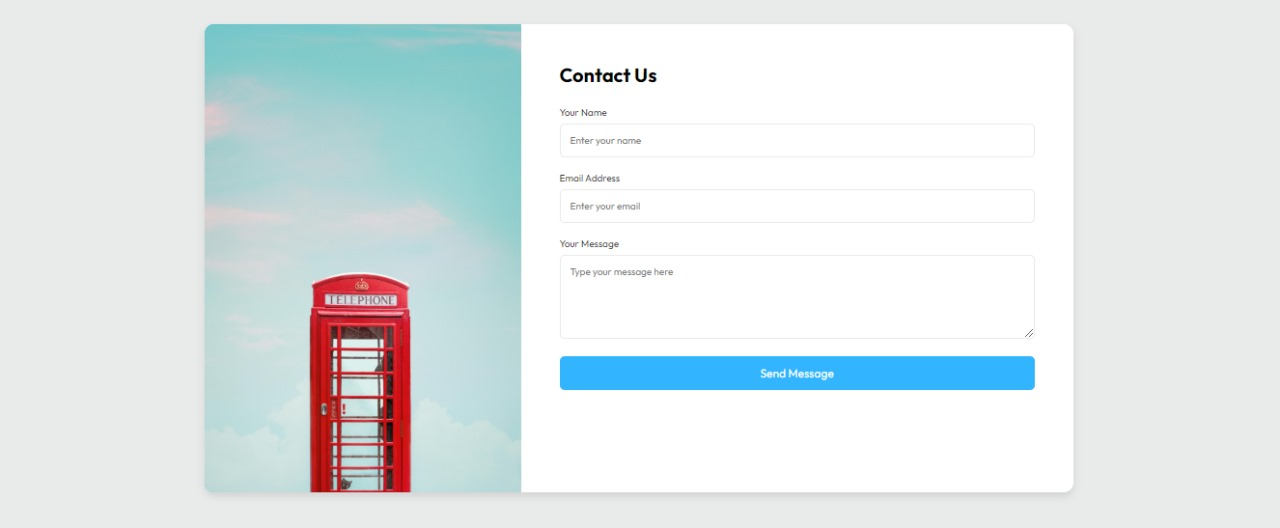 Contact Us
Your Name
Enter your name
Email Address
Enter your email
Your Message
Type your message here
TELEPHONE
Send Message